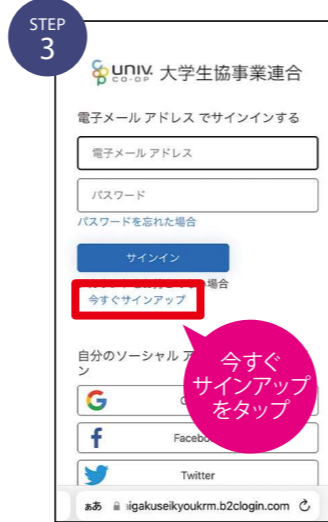 STEP
3
UNIV.
CO-OP
大学生協事業連合
電子メール アドレス でサインインする
電子メール アドレス
パスワード
パスワードを忘れた場合
サインイン
場合
今すぐサインアップ
自分のソーシャル ア
ン
今すぐ
サインアップ
をタップ
G
f
Twitter
ぁあ
igakuseikyoukrm.b2clogin.com